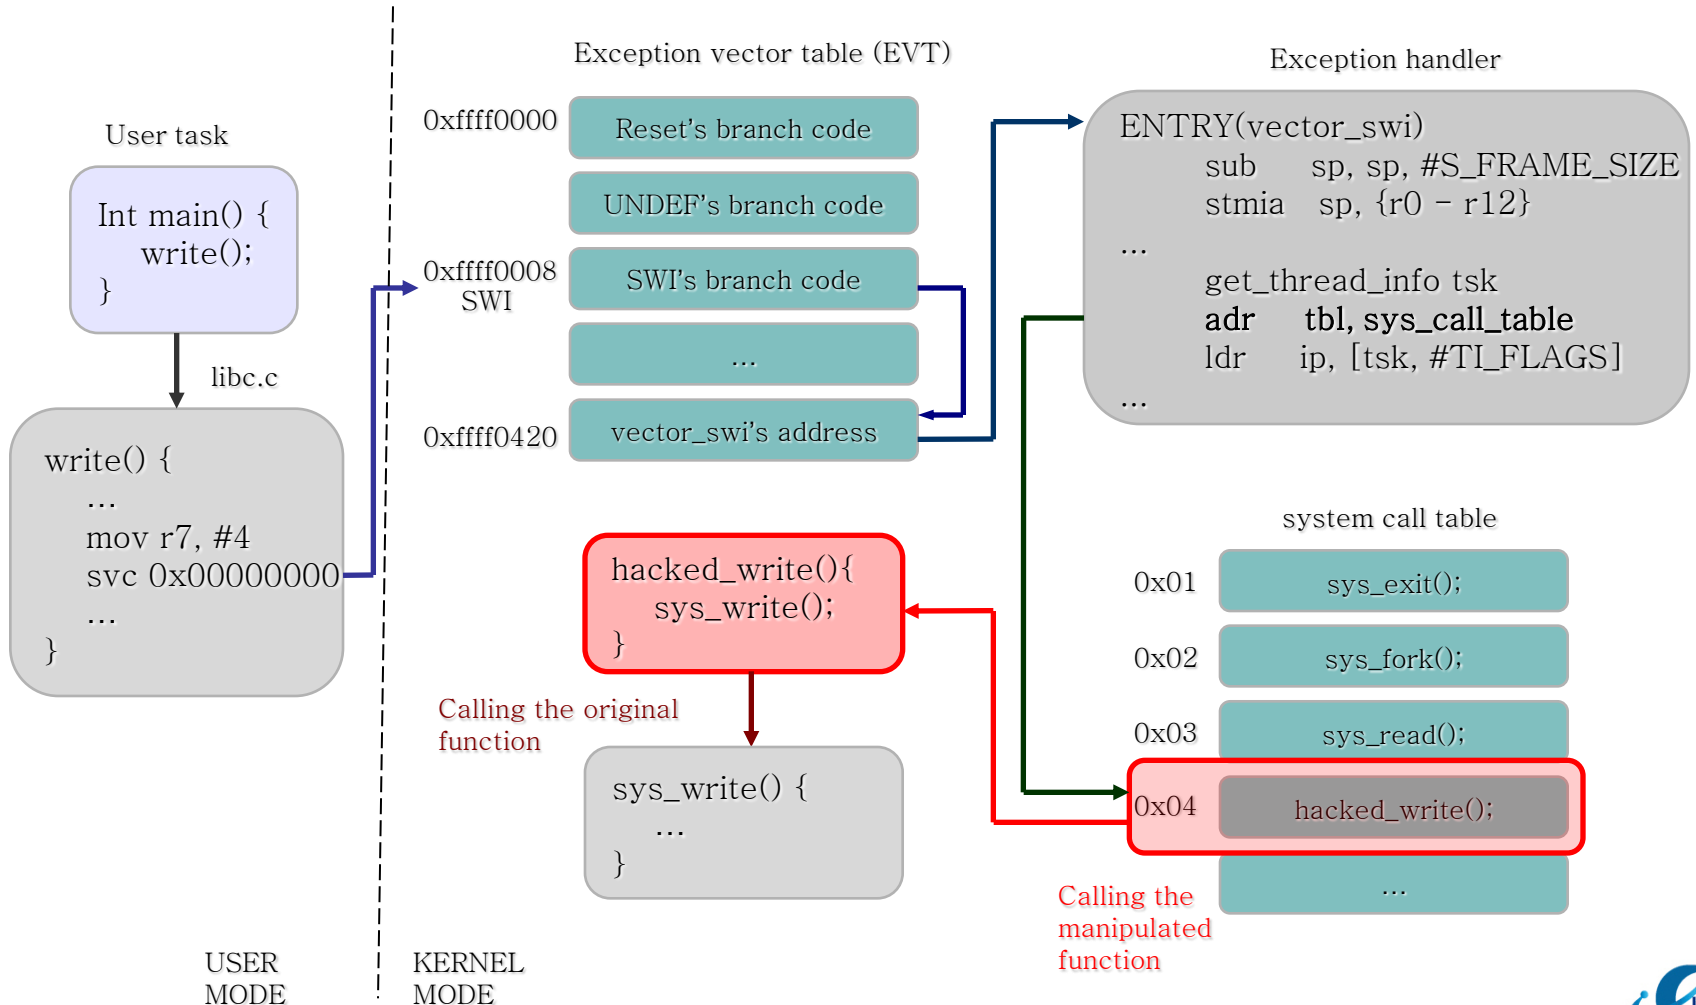 Exception vector table (EVT)
Exception handler
User task
Int main() {
write();
}
libc.c
write() {
...
mov r7, #4
svc 0x00000000
...
}
0xffff0000
Reset's branch code
UNDEF's branch code
0xffff0008
SWI
SWI's branch code
...
0xffff0420
vector_swi's address
ENTRY(vector_swi)
sub sp, sp, #S_FRAME_SIZE
stmia sp, {r0 - r12}
...
get_thread_info tsk
adr tbl, sys_call_table
ldr ip, [tsk, #TI_FLAGS]
...
system call table
0x01
sys_exit();
0x02
sys_fork();
0x03
sys_read();
0x04
hacked_write();
...
Calling the
manipulated
function
hacked_write(){
sys_write();
}
Calling the original
function
sys_write() {
...
}
USER
MODE
KERNEL
MODE